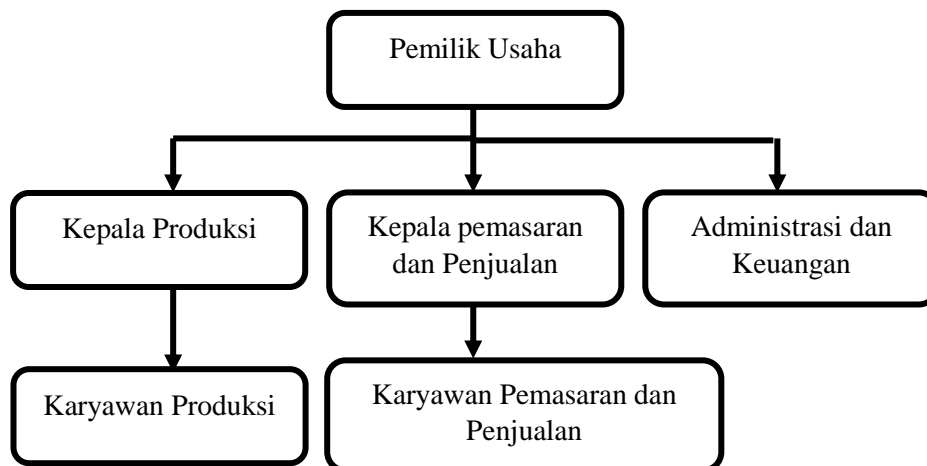 Pemilik Usaha
Kepala Produksi
Kepala pemasaran
dan Penjualan
Administrasi dan
Keuangan
Karyawan Produksi
Karyawan Pemasaran dan
Penjualan